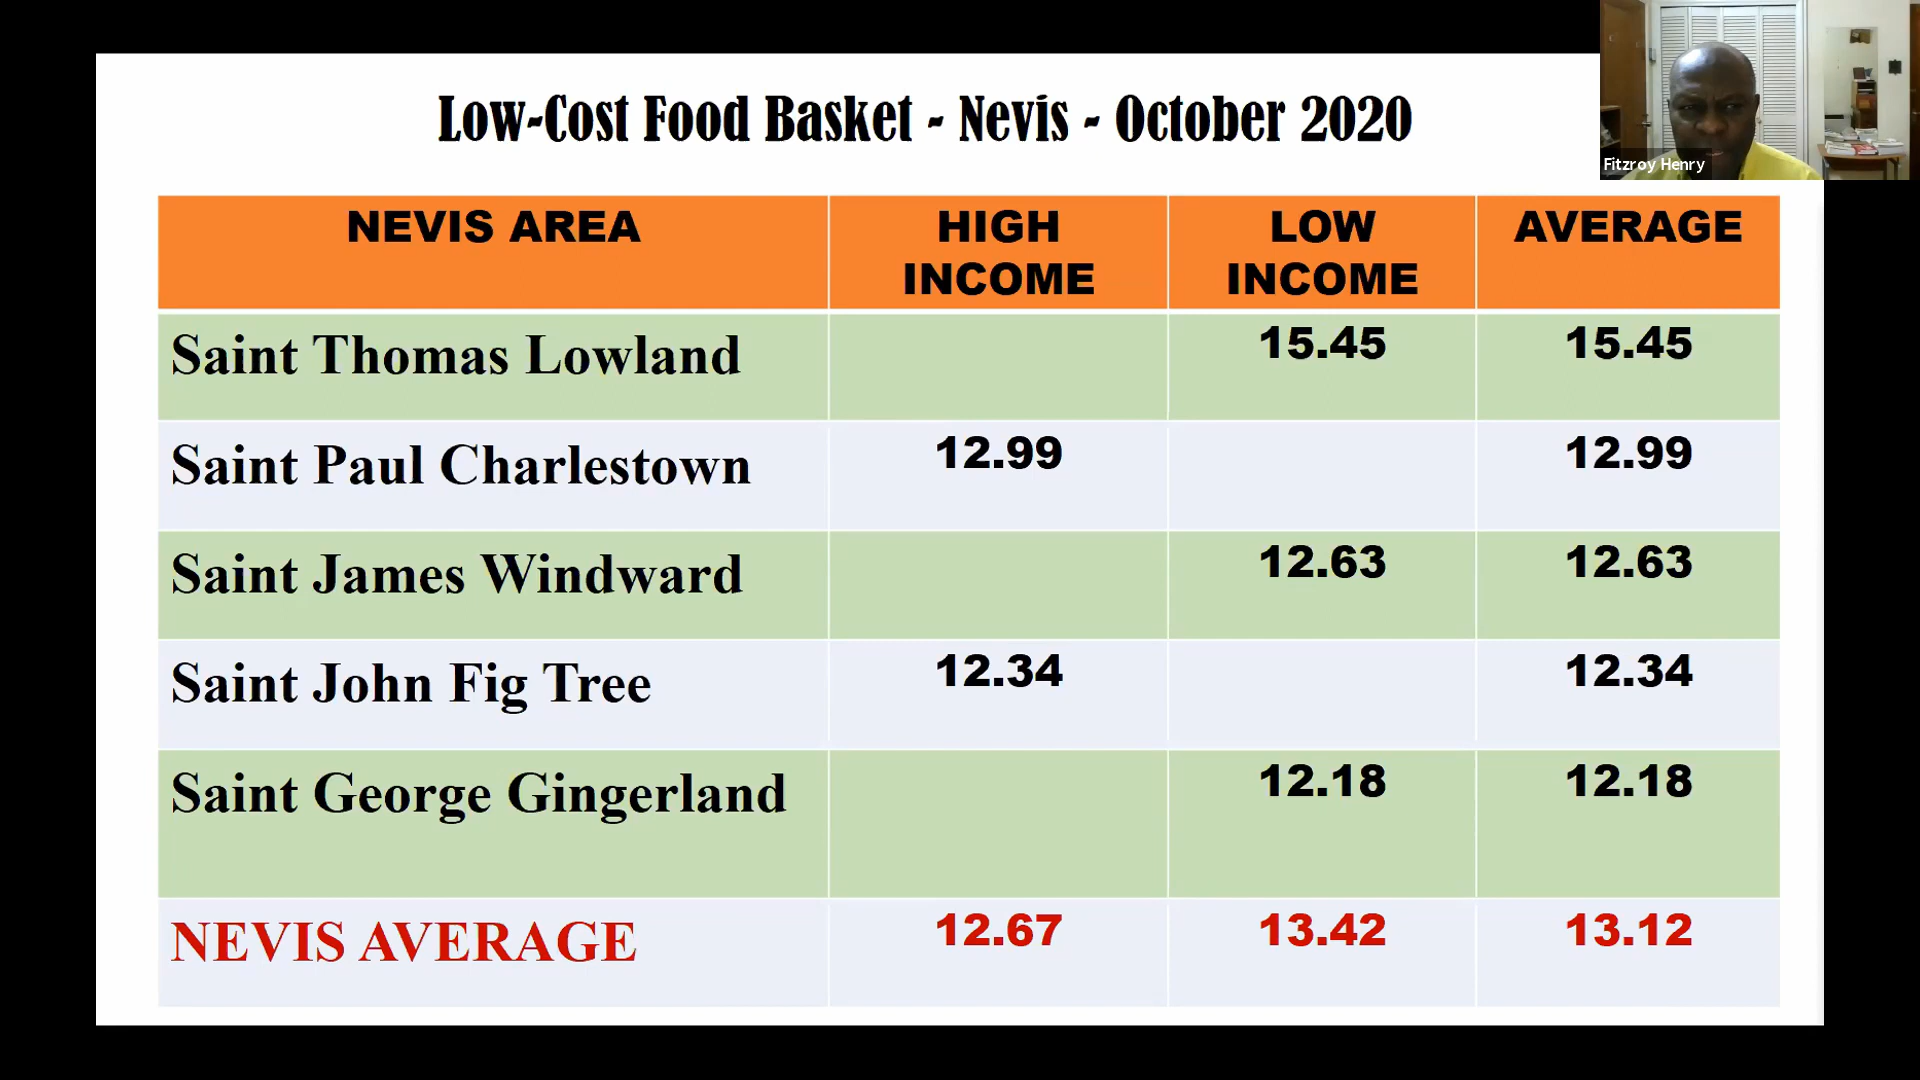 Low-Cost Food Basket - Nevis - October 2020
Fitzroy Henry
NEVIS AREA HIGH INCOME LOW INCOME AVERAGE
Saint Thomas Lowland 15.45 15.45
Saint Paul Charlestown 12.99 12.99
Saint James Windward 12.63 12.63
Saint John Fig Tree 12.34 12.34
Saint George Gingerland 12.18 12.18
NEVIS AVERAGE 12.67 13.42 13.12